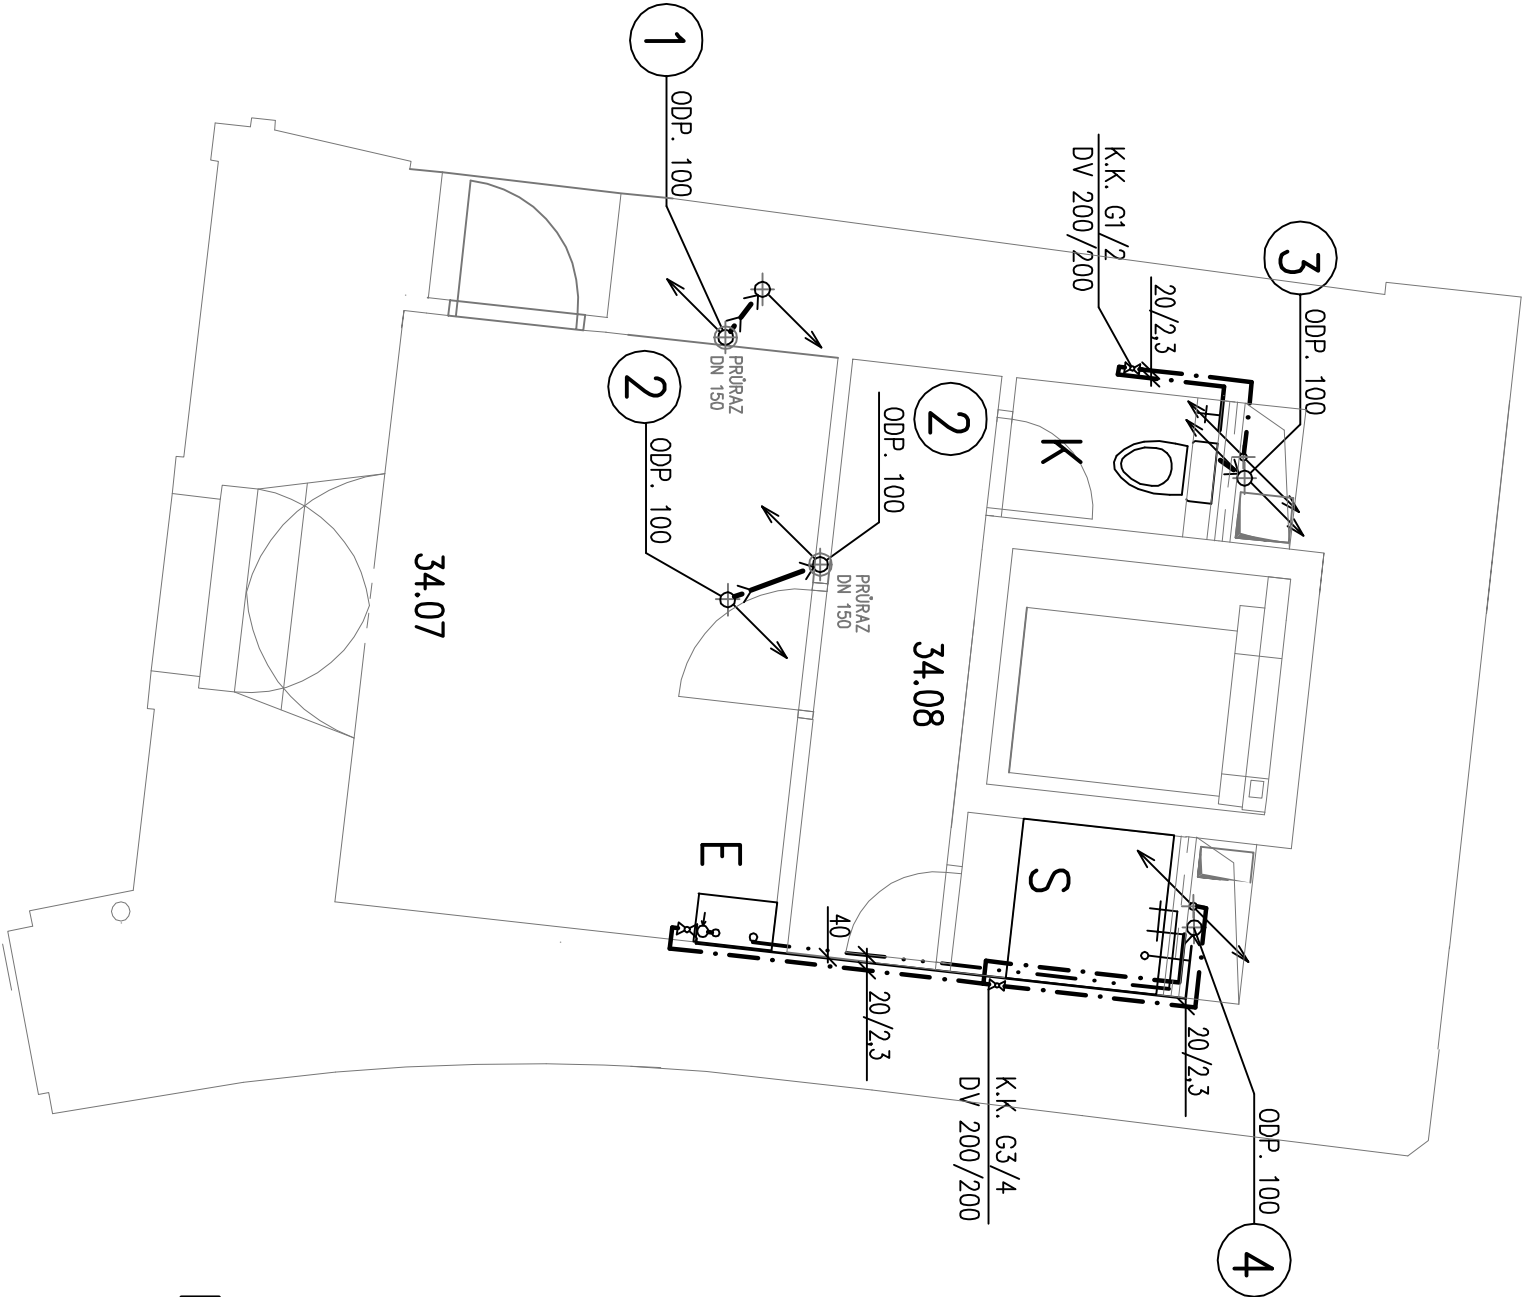 1
ODP. 100
PRŮRAZ
DN 150
2
ODP. 100
2
ODP. 100
PRŮRAZ
DN 150
K.K. G1/2
DV 200/200
20/2,3
3
ODP. 100
K
34.07
34.08
E
S
40
20/2,3
20/2,3
K.K. G3/4
DV 200/200
ODP. 100
4